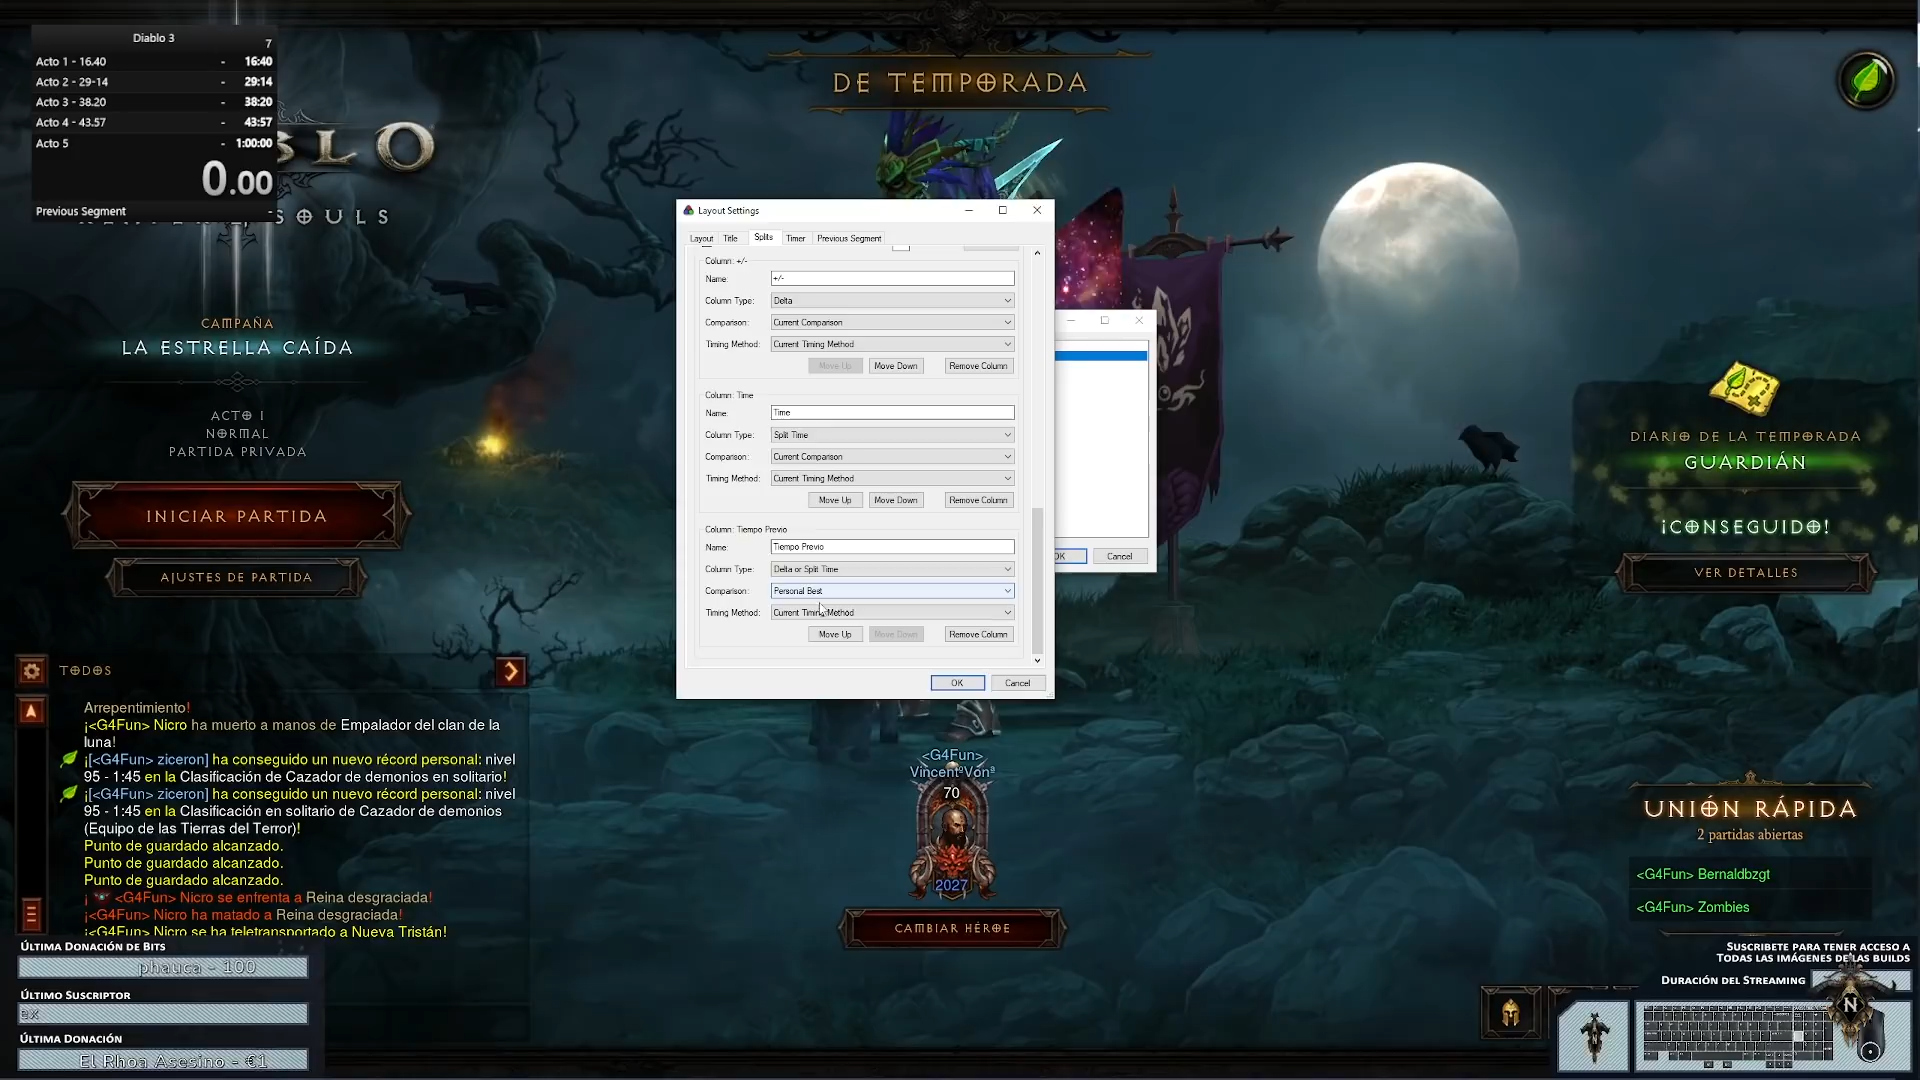 Diablo 3
7
Acto 1 - 16.40 - 16:40
Acto 2 - 29-14 - 29:14
Acto 3 - 38.20 - 38:20
Acto 4 - 43.57 - 43:57
Acto 5 - 1:00:00
0.00
Previous Segment -
BLO
SOULS
DE TEMPORADA
CAMPAÑA
LA ESTRELLA CAÍDA
ACTO I
NORMAL
PARTIDA PRIVADA
INICIAR PARTIDA
AJUSTES DE PARTIDA
Layout Settings
Layout Title Splits Timer Previous Segment
Column: +/-
Name: +/-
Column Type: Delta
Comparison: Current Comparison
Timing Method: Current Timing Method
Move Up Move Down Remove Column
Column: Time
Name: Time
Column Type: Split Time
Comparison: Current Comparison
Timing Method: Current Timing Method
Move Up Move Down Remove Column
Column: Tiempo Previo
Name: Tiempo Previo
Column Type: Delta or Split Time
Comparison: Personal Best
Timing Method: Current Timing Method
Move Up Move Down Remove Column
OK Cancel
OK Cancel
DIARIO DE LA TEMPORADA
GUARDIÁN
¡CONSEGUIDO!
VER DETALLES
TODOS
Arrepentimiento!
¡<G4Fun> Nicro ha muerto a manos de Empalador del clan de la
luna!
¡[<G4Fun> ziceron] ha conseguido un nuevo récord personal: nivel
95 - 1:45 en la Clasificación de Cazador de demonios en solitario!
¡[<G4Fun> ziceron] ha conseguido un nuevo récord personal: nivel
95 - 1:45 en la Clasificación en solitario de Cazador de demonios
(Equipo de las Tierras del Terror)!
Punto de guardado alcanzado.
Punto de guardado alcanzado.
Punto de guardado alcanzado.
¡ <G4Fun> Nicro se enfrenta a Reina desgraciada!
¡<G4Fun> Nicro ha matado a Reina desgraciada!
¡<G4Fun> Nicro se ha teletransportado a Nueva Tristán!
ÚLTIMA DONACIÓN DE BITS
phauca - 100
ÚLTIMO SUSCRIPTOR
ex
ÚLTIMA DONACIÓN
El Rhoa Asesino - €1
<G4Fun>
VincentºVonª
70
2027
CAMBIAR HÉROE
UNIÓN RÁPIDA
2 partidas abiertas
<G4Fun> Bernaldbzgt
<G4Fun> Zombies
SUSCRIBETE PARA TENER ACCESO A
TODAS LAS IMÁGENES DE LAS BUILDS
DURACIÓN DEL STREAMING
N
N